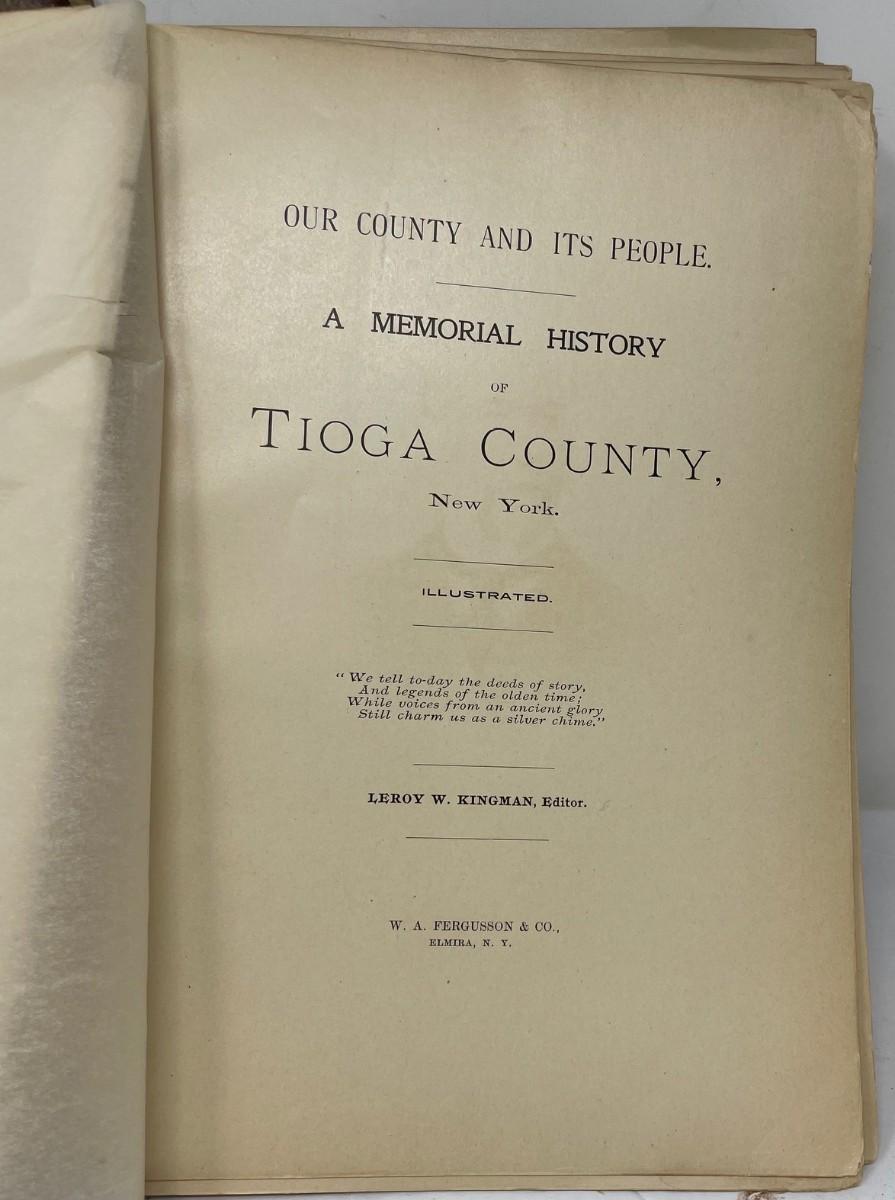 OUR COUNTY AND ITS PEOPLE.
A MEMORIAL HISTORY
OF
TIOGA COUNTY,
New York.
ILLUSTRATED.
"We tell to-day the deeds of story,
And legends of the olden time;
While voices from an ancient glory
Still charm us as a silver chime."
LEROY W. KINGMAN, Editor.
W. A. FERGUSSON & CO.,
ELMIRA, N. Y.